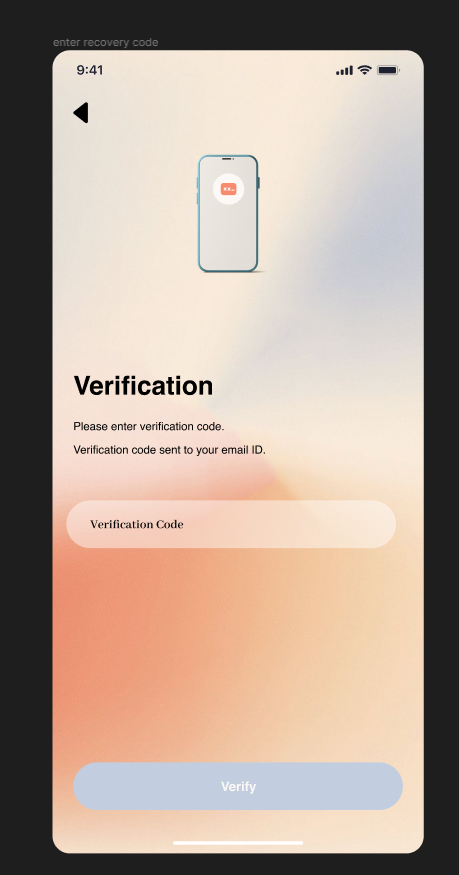 enter recovery code
9:41
Verification
Please enter verification code.
Verification code sent to your email ID.
Verification Code
Verify